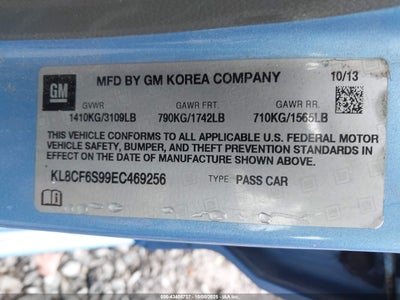 GM
MFD BY GM KOREA COMPANY 10/13
GVWR GAWR FRT. GAWR RR.
1410KG/3109LB 790KG/1742LB 710KG/1565LB
THIS VEHICLE CONFORMS TO ALL APPLICABLE U.S. FEDERAL MOTOR
VEHICLE SAFETY, BUMPER, AND THEFT PREVENTION STANDARDS IN
EFFECT ON THE DATE OF MANUFACTURE SHOWN ABOVE.
KL8CF6S99EC469256 TYPE: PASS CAR